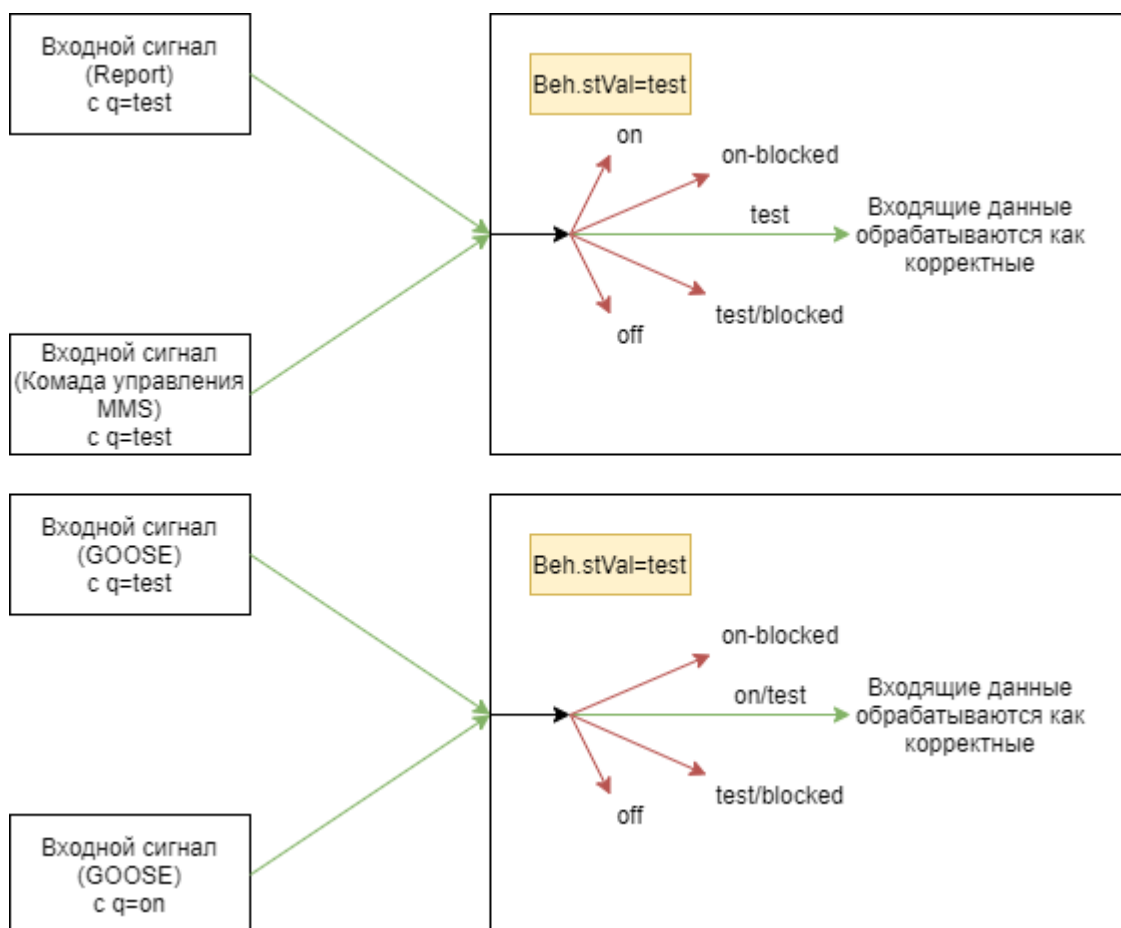 Входной сигнал
(Report)
с q=test
Beh.stVal=test
on
on-blocked
test
Входящие данные
обрабатываются как
корректные
test/blocked
off
Входной сигнал
(Комада управления
MMS)
с q=test
Входной сигнал
(GOOSE)
с q=test
Beh.stVal=test
on-blocked
on/test
Входящие данные
обрабатываются как
корректные
test/blocked
off
Входной сигнал
(GOOSE)
с q=on